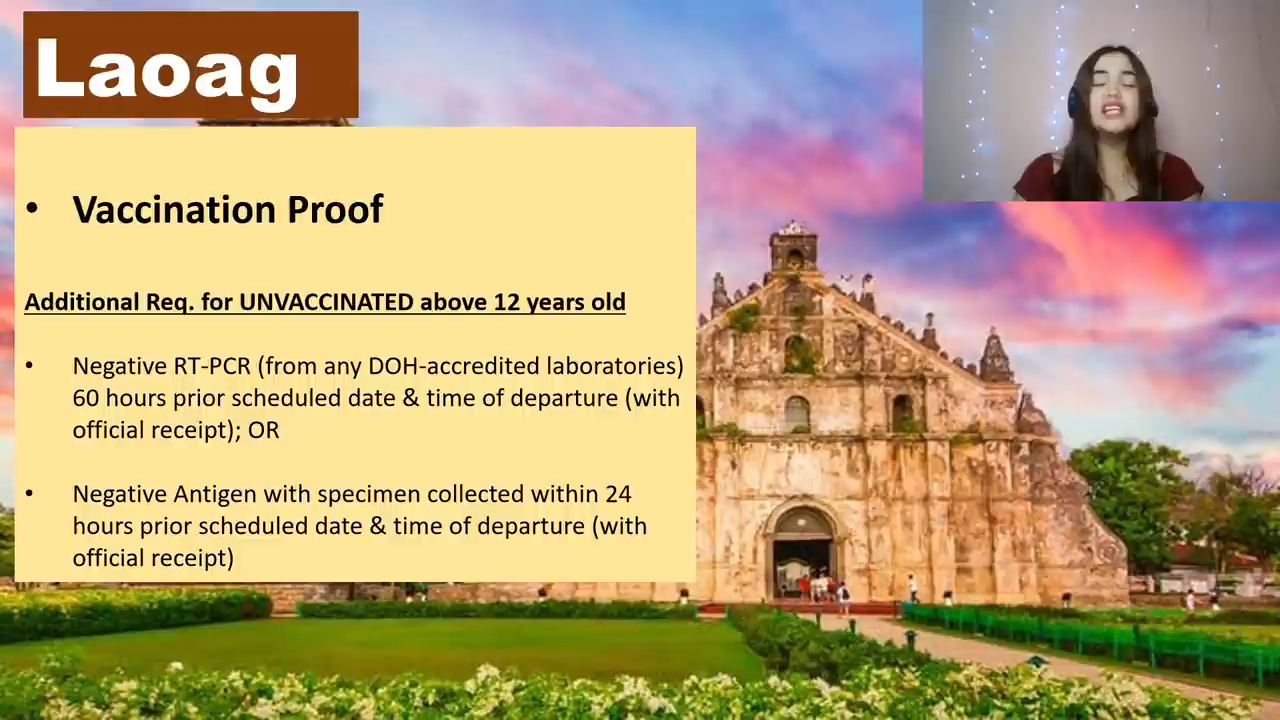 Laoag
• Vaccination Proof
Additional Req. for UNVACCINATED above 12 years old
• Negative RT-PCR (from any DOH-accredited laboratories)
60 hours prior scheduled date & time of departure (with
official receipt); OR
• Negative Antigen with specimen collected within 24
hours prior scheduled date & time of departure (with
official receipt)